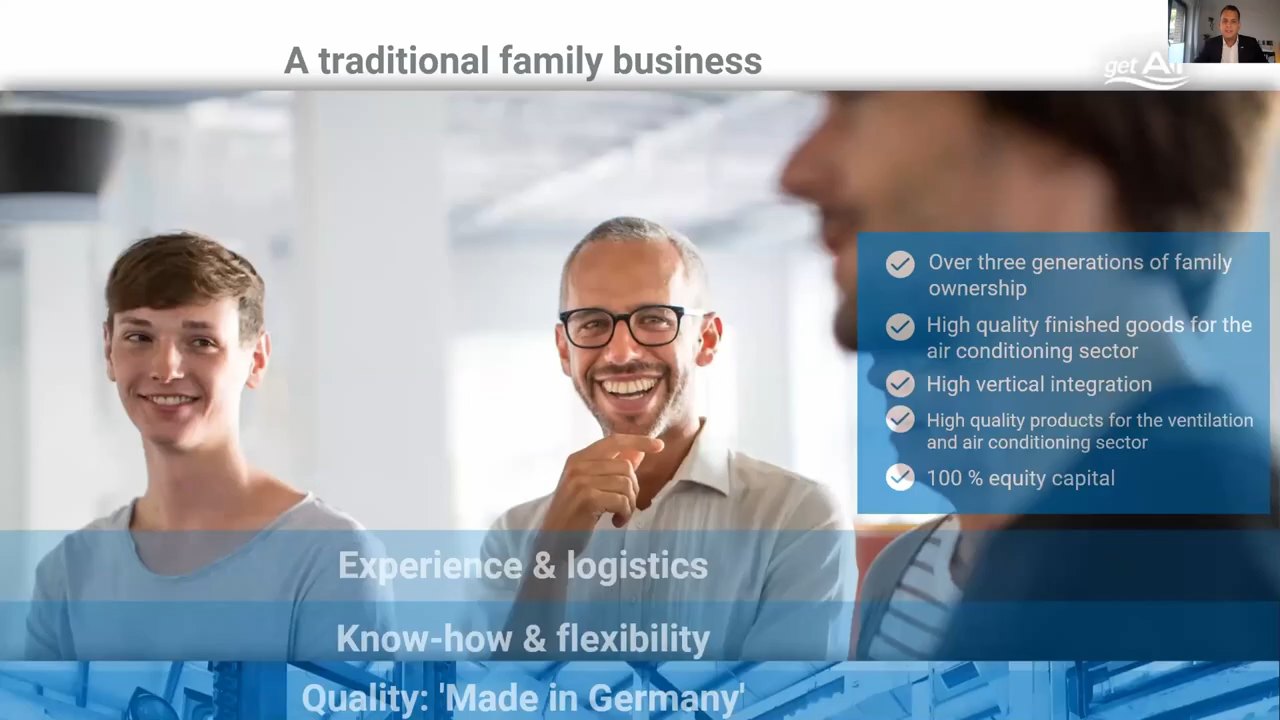 A traditional family business
get Air
Over three generations of family
ownership
High quality finished goods for the
air conditioning sector
High vertical integration
High quality products for the ventilation
and air conditioning sector
100 % equity capital
Experience & logistics
Know-how & flexibility
Quality: 'Made in Germany'